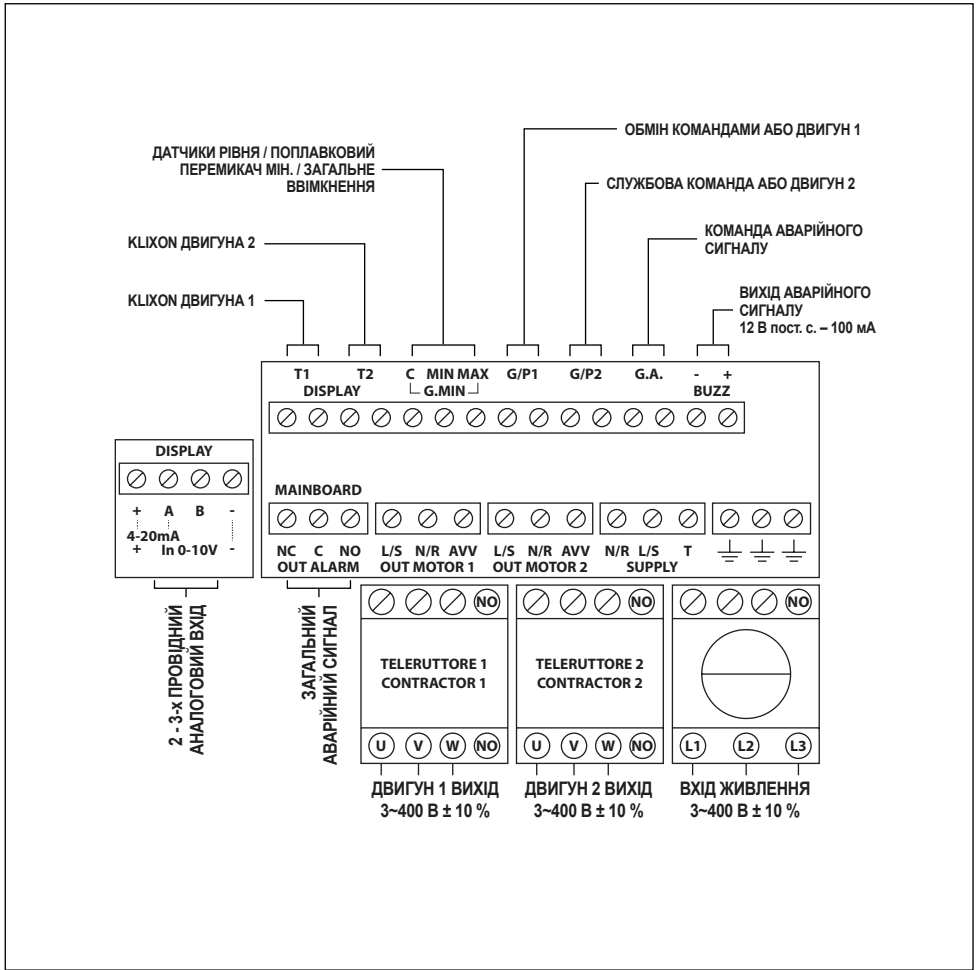 ОБМІН КОМАНДАМИ АБО ДВИГУН 1
ДАТЧИКИ РІВНЯ / ПОПЛАВКОВИЙ
ПЕРЕМИКАЧ МІН. / ЗАГАЛЬНЕ
ВВІМКНЕННЯ
СЛУЖБОВА КОМАНДА АБО ДВИГУН 2
KLIXON ДВИГУНА 2
КОМАНДА АВАРІЙНОГО
СИГНАЛУ
KLIXON ДВИГУНА 1
ВИХІД АВАРІЙНОГО
СИГНАЛУ
12 В пост. с. – 100 мА
T1 T2 C MIN MAX G/P1 G/P2 G.A. - +
DISPLAY G.MIN BUZZ
DISPLAY
+ A B -
4-20mA
+ In 0-10V -
2 - 3-х ПРОВІДНИЙ
АНАЛОГОВИЙ ВХІД
MAINBOARD
NC C NO L/S N/R AVV L/S N/R AVV N/R L/S T
OUT ALARM OUT MOTOR 1 OUT MOTOR 2 SUPPLY
ЗАГАЛЬНИЙ
АВАРІЙНИЙ СИГНАЛ
NO NO NO
TELERUTTORE 1
CONTRACTOR 1
TELERUTTORE 2
CONTRACTOR 2
U V W NO U V W NO L1 L2 L3
ДВИГУН 1 ВИХІД
3~400 В ± 10 %
ДВИГУН 2 ВИХІД
3~400 В ± 10 %
ВХІД ЖИВЛЕННЯ
3~400 В ± 10 %